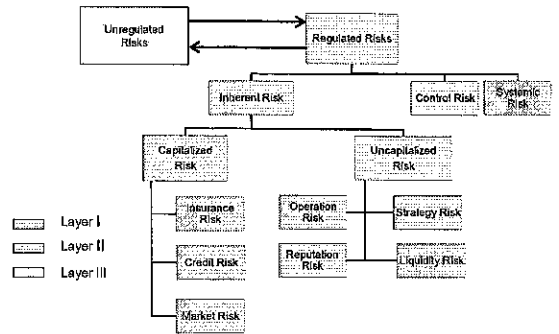 Unregulated
Risks
Regulated Risks
Inherent Risk
Control Risk
Systemic
Risk
Capitalized
Risk
Uncapitalized
Risk
Insurance
Risk
Operation
Risk
Strategy Risk
Credit Risk
Reputation
Risk
Liquidity Risk
Market Risk
Layer I
Layer II
Layer III